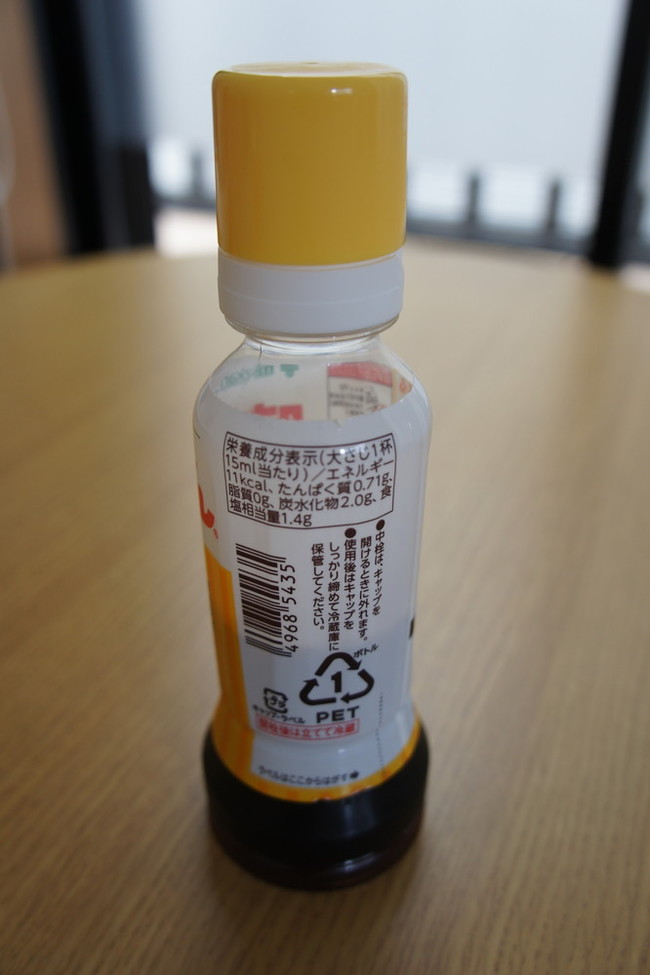 栄養成分表示(大さじ1杯
15ml当たり)/エネルギー
11kcal、たんぱく質0.71g、
脂質0g、炭水化物2.0g、食
塩相当量1.4g
●中栓は、キャップを
開けるときに外れます。
●使用後はキャップを
しっかり締めて冷蔵庫に
保管してください。
4968 5435
ボトル
1
PET
プラ
キャップ・ラベル
開栓後は立てて冷蔵
ラベルはここからはがす